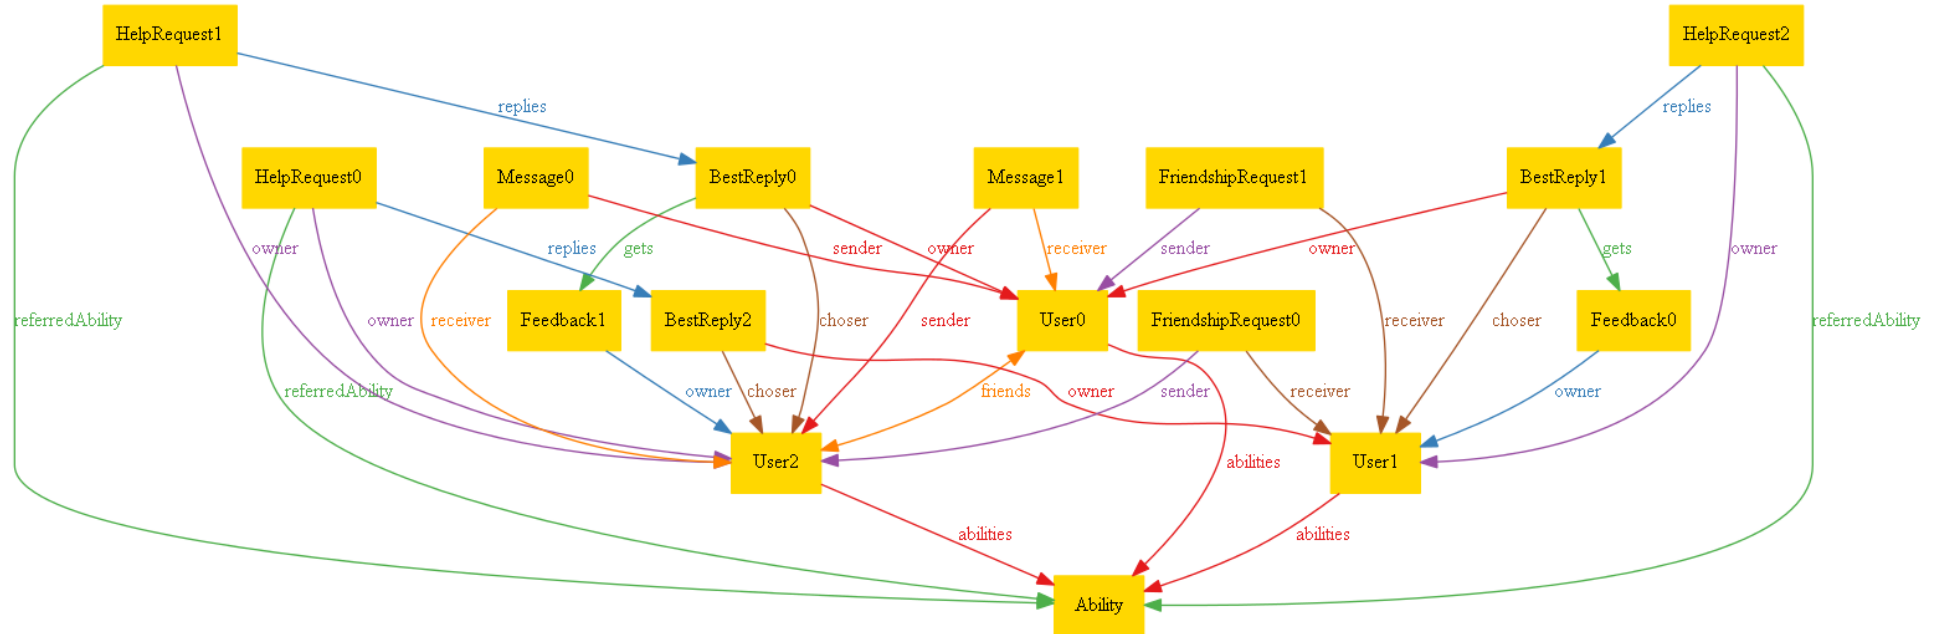 HelpRequest1
HelpRequest2
replies
replies
HelpRequest0
Message0
BestReply0
Message1
FriendshipRequest1
BestReply1
owner
replies
gets
sender
owner
receiver
sender
owner
gets
owner
referredAbility
owner
receiver
Feedback1
BestReply2
choser
sender
User0
FriendshipRequest0
receiver
choser
Feedback0
referredAbility
referredAbility
owner
choser
friends
owner
sender
receiver
owner
User2
abilities
User1
abilities
abilities
Ability